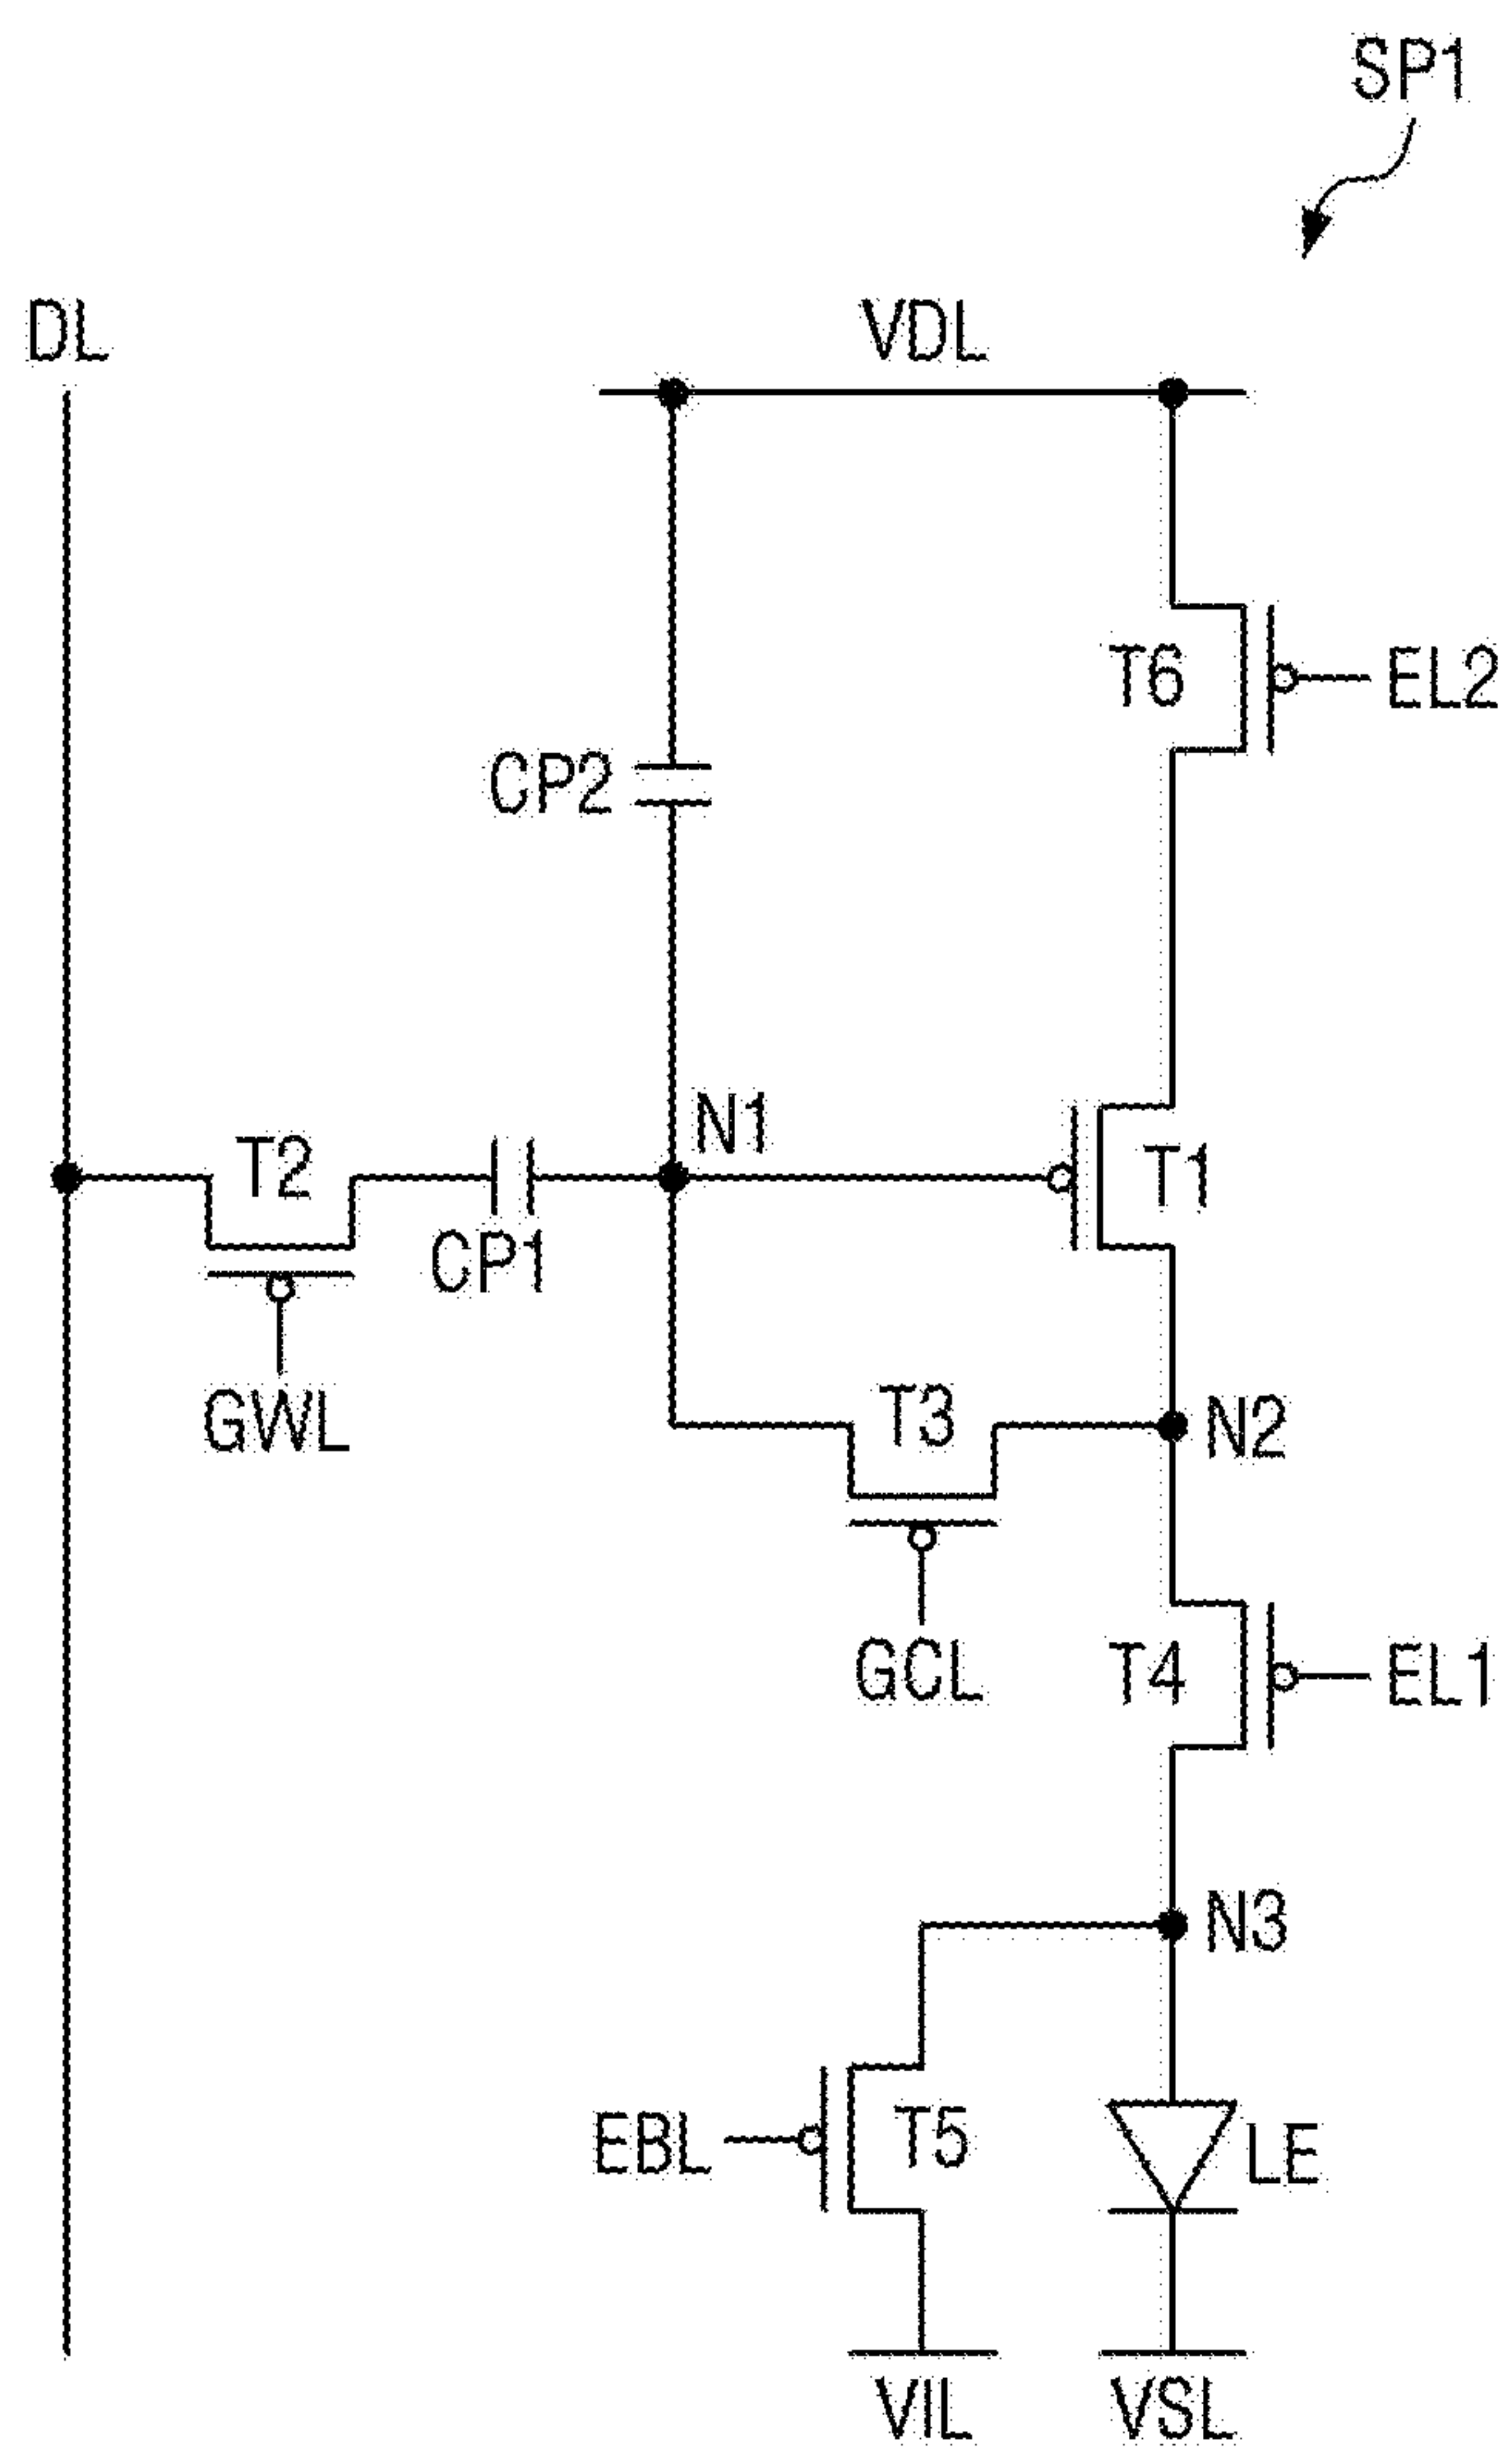 SP1
DL
VDL
T6
EL2
CP2
N1
T2
T1
CP1
GWL
T3
N2
GCL
T4
EL1
N3
EBL
T5
LE
VIL
VSL